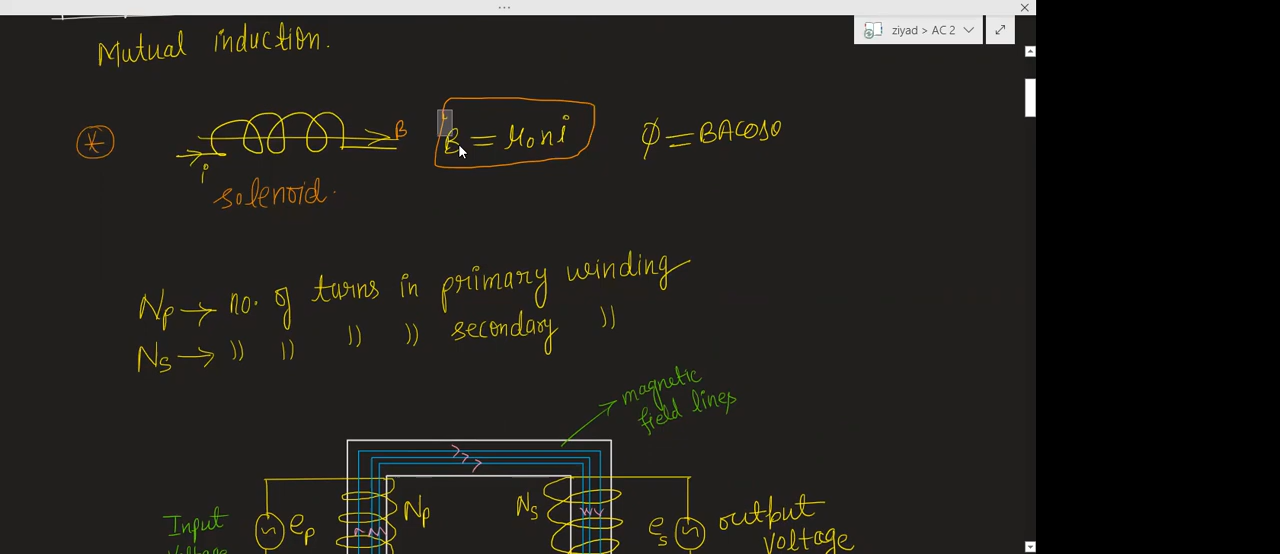 ziyad > AC 2
Mutual induction.
i B
B = μ₀ni
φ = BACosθ
solenoid.
Np → no. of turns in primary winding
Ns → 〃 〃 〃 〃 secondary 〃
magnetic
field lines
Np Ns
Input
voltage
ep
es
output
voltage